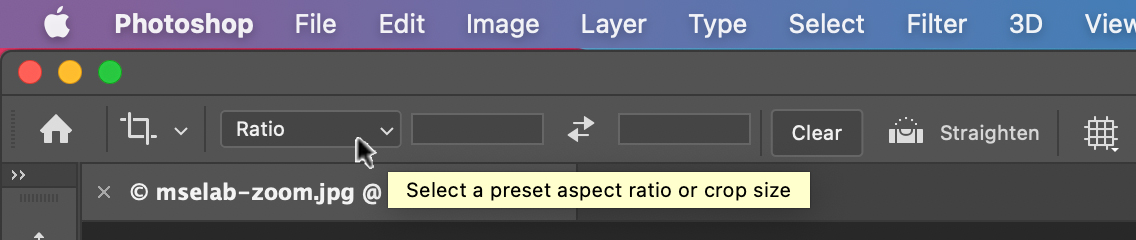 Photoshop File Edit Image Layer Type Select Filter 3D View
Ratio Clear Straighten
© mselab-zoom.jpg @
Select a preset aspect ratio or crop size